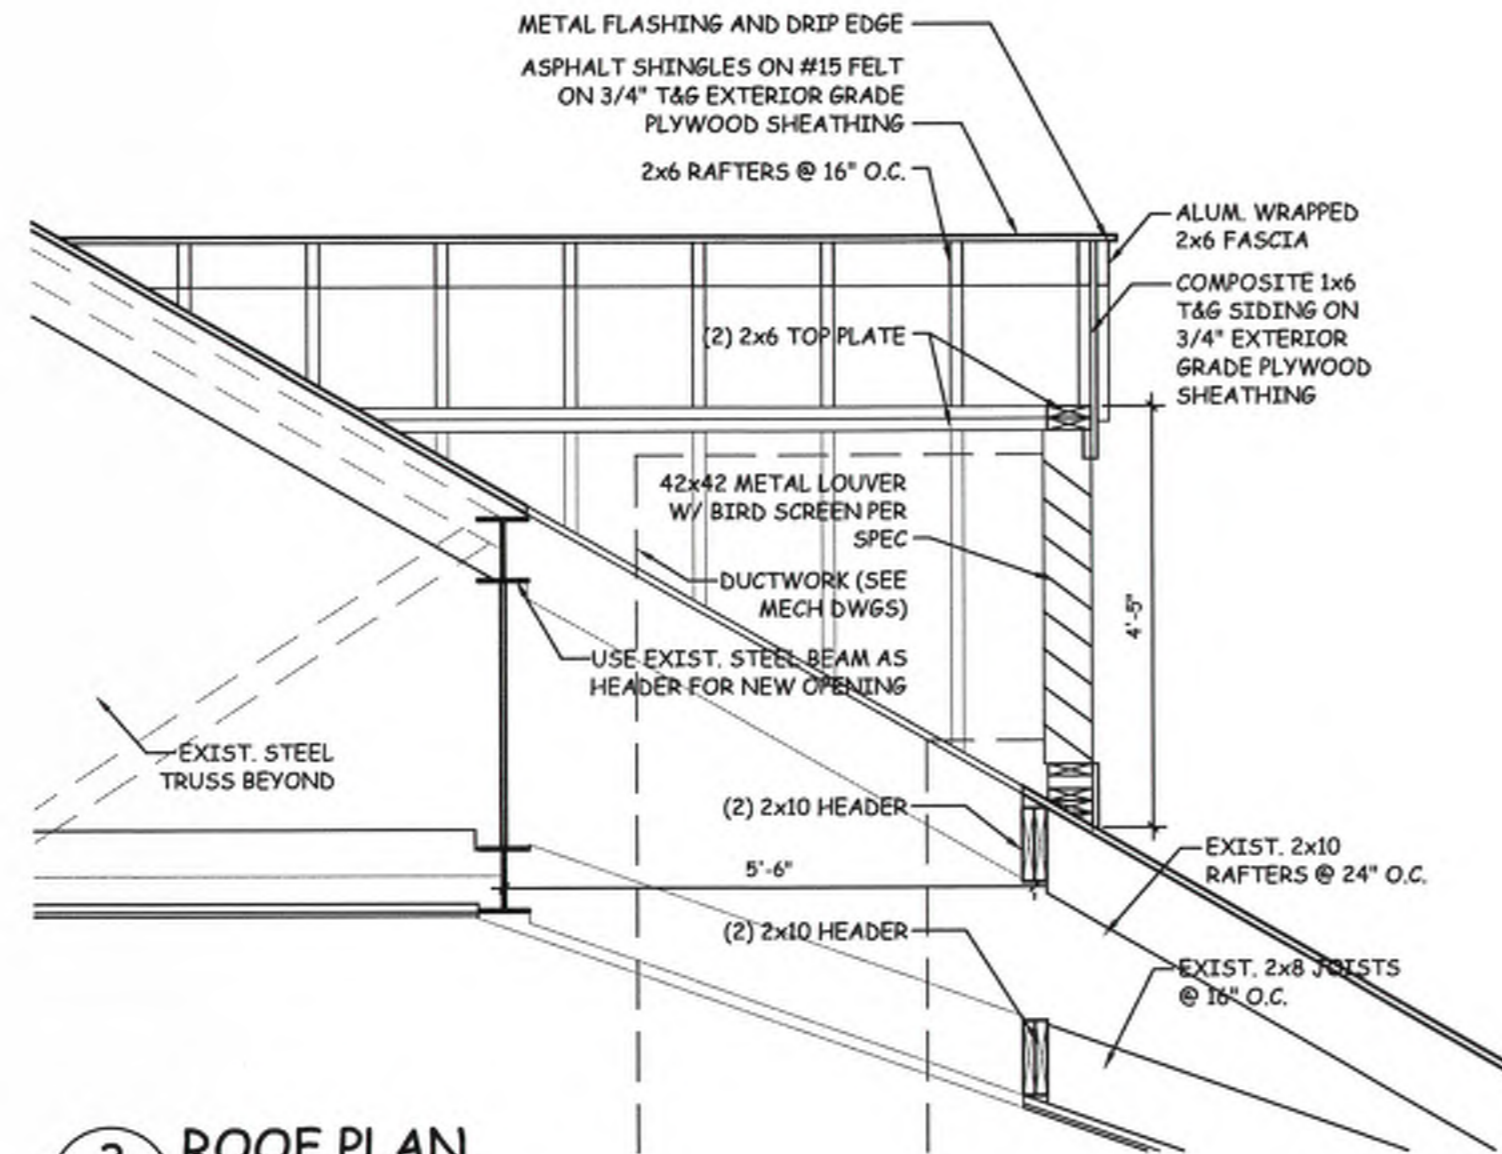 METAL FLASHING AND DRIP EDGE
ASPHALT SHINGLES ON #15 FELT
ON 3/4" T&G EXTERIOR GRADE
PLYWOOD SHEATHING
2x6 RAFTERS @ 16" O.C.
ALUM. WRAPPED
2x6 FASCIA
COMPOSITE 1x6
T&G SIDING ON
3/4" EXTERIOR
GRADE PLYWOOD
SHEATHING
(2) 2x6 TOP PLATE
42x42 METAL LOUVER
W/ BIRD SCREEN PER
SPEC
DUCTWORK (SEE
MECH DWGS)
4'-5"
USE EXIST. STEEL BEAM AS
HEADER FOR NEW OPENING
EXIST. STEEL
TRUSS BEYOND
(2) 2x10 HEADER
5'-6"
EXIST. 2x10
RAFTERS @ 24" O.C.
(2) 2x10 HEADER
EXIST. 2x8 JOISTS
@ 16" O.C.
ROOF PLAN